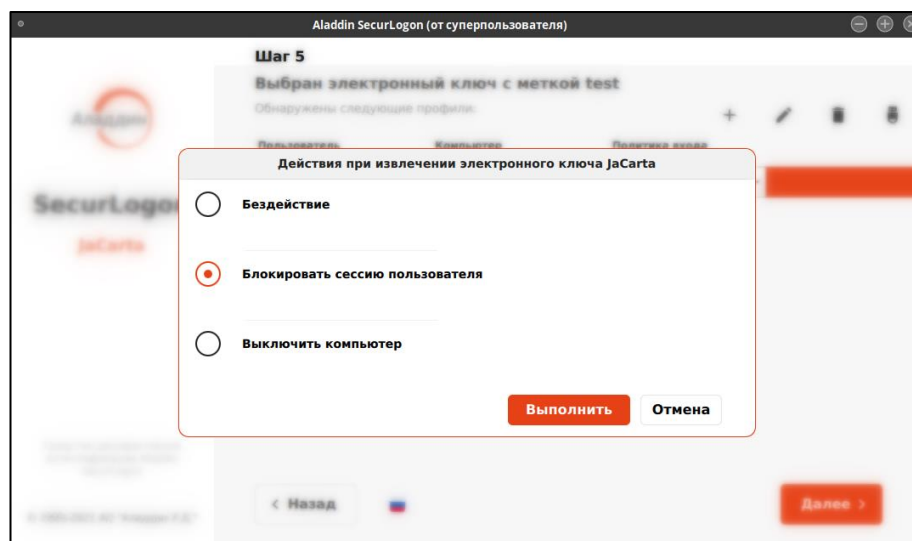 Aladdin SecurLogon (от суперпользователя)
Шаг 5
Выбран электронный ключ с меткой test
Обнаружены следующие профили:
Пользователь Компьютер Политика входа
Аладдин
SecurLogon
JaCarta
Действия при извлечении электронного ключа JaCarta
Бездействие
Блокировать сессию пользователя
Выключить компьютер
Выполнить Отмена
< Назад
Далее >